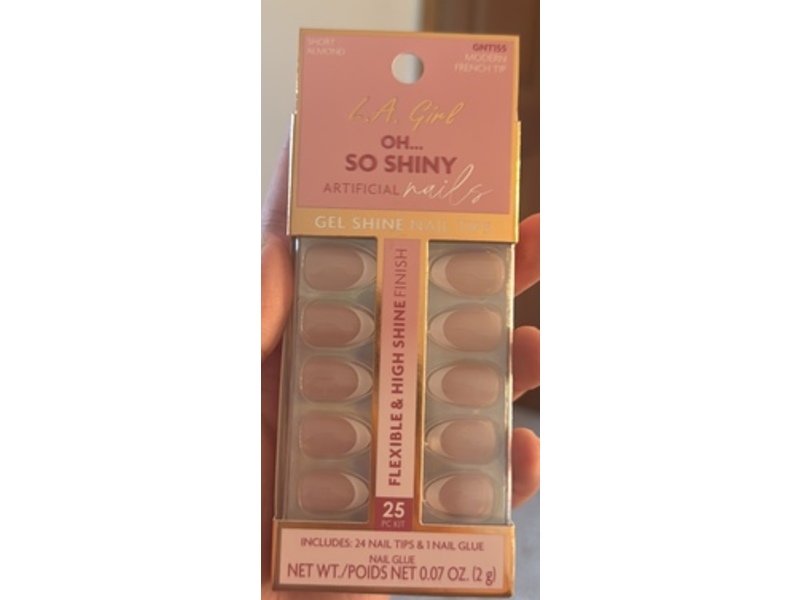 SHORT
ALMOND
GNT155
MODERN
FRENCH TIP
L.A. Girl
OH...
SO SHINY
ARTIFICIAL nails
GEL SHINE NAIL TIPS
FLEXIBLE & HIGH SHINE FINISH
25
PC KIT
INCLUDES: 24 NAIL TIPS & 1 NAIL GLUE
NAIL GLUE
NET WT./POIDS NET 0.07 OZ. (2 g)